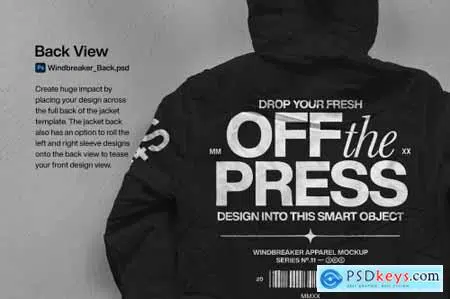 Back View
Ps Windbreaker_Back.psd
Create huge impact by
placing your design across
the full back of the jacket
template. The jacket back
also has an option to roll the
left and right sleeve designs
onto the back view to tease
your front design view.
DROP YOUR FRESH
MM OFF the XX
PRESS
DESIGN INTO THIS SMART OBJECT
WINDBREAKER APPAREL MOCKUP
SERIES Nº.11 —
20
MMXX
PSDkeys.com